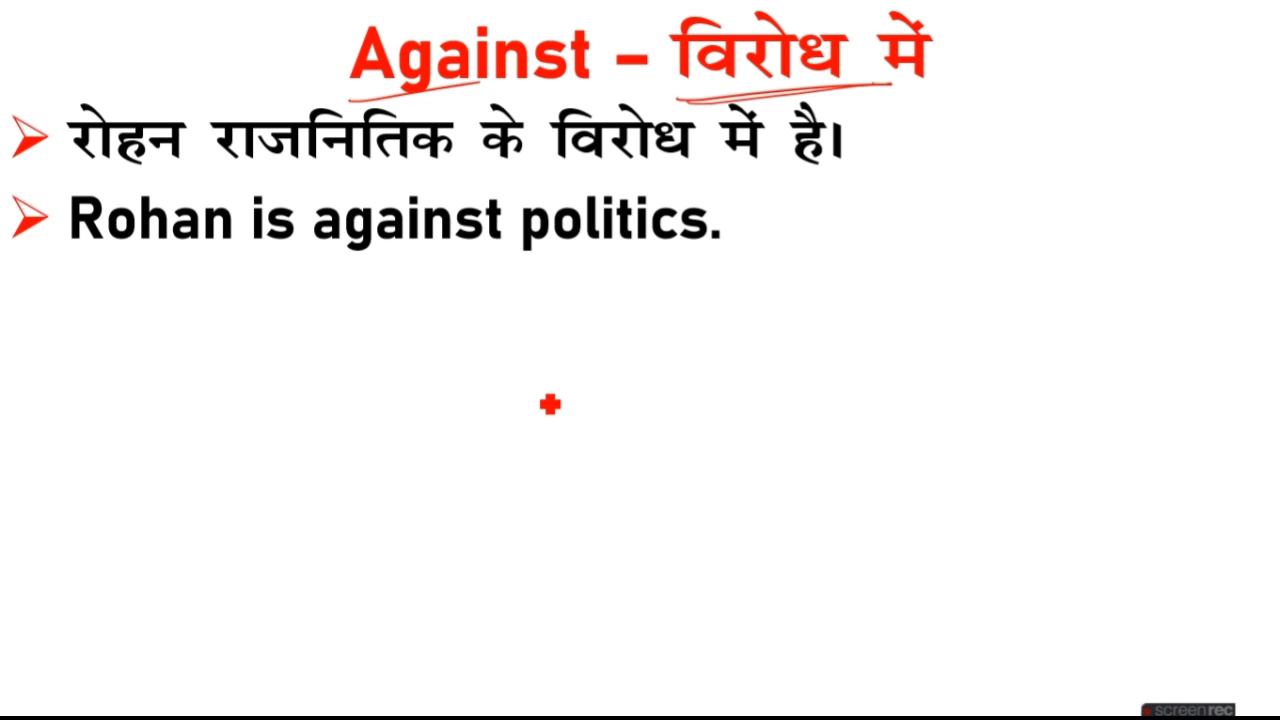 Against – विरोध में
रोहन राजनितिक के विरोध में है।
Rohan is against politics.
screenrec